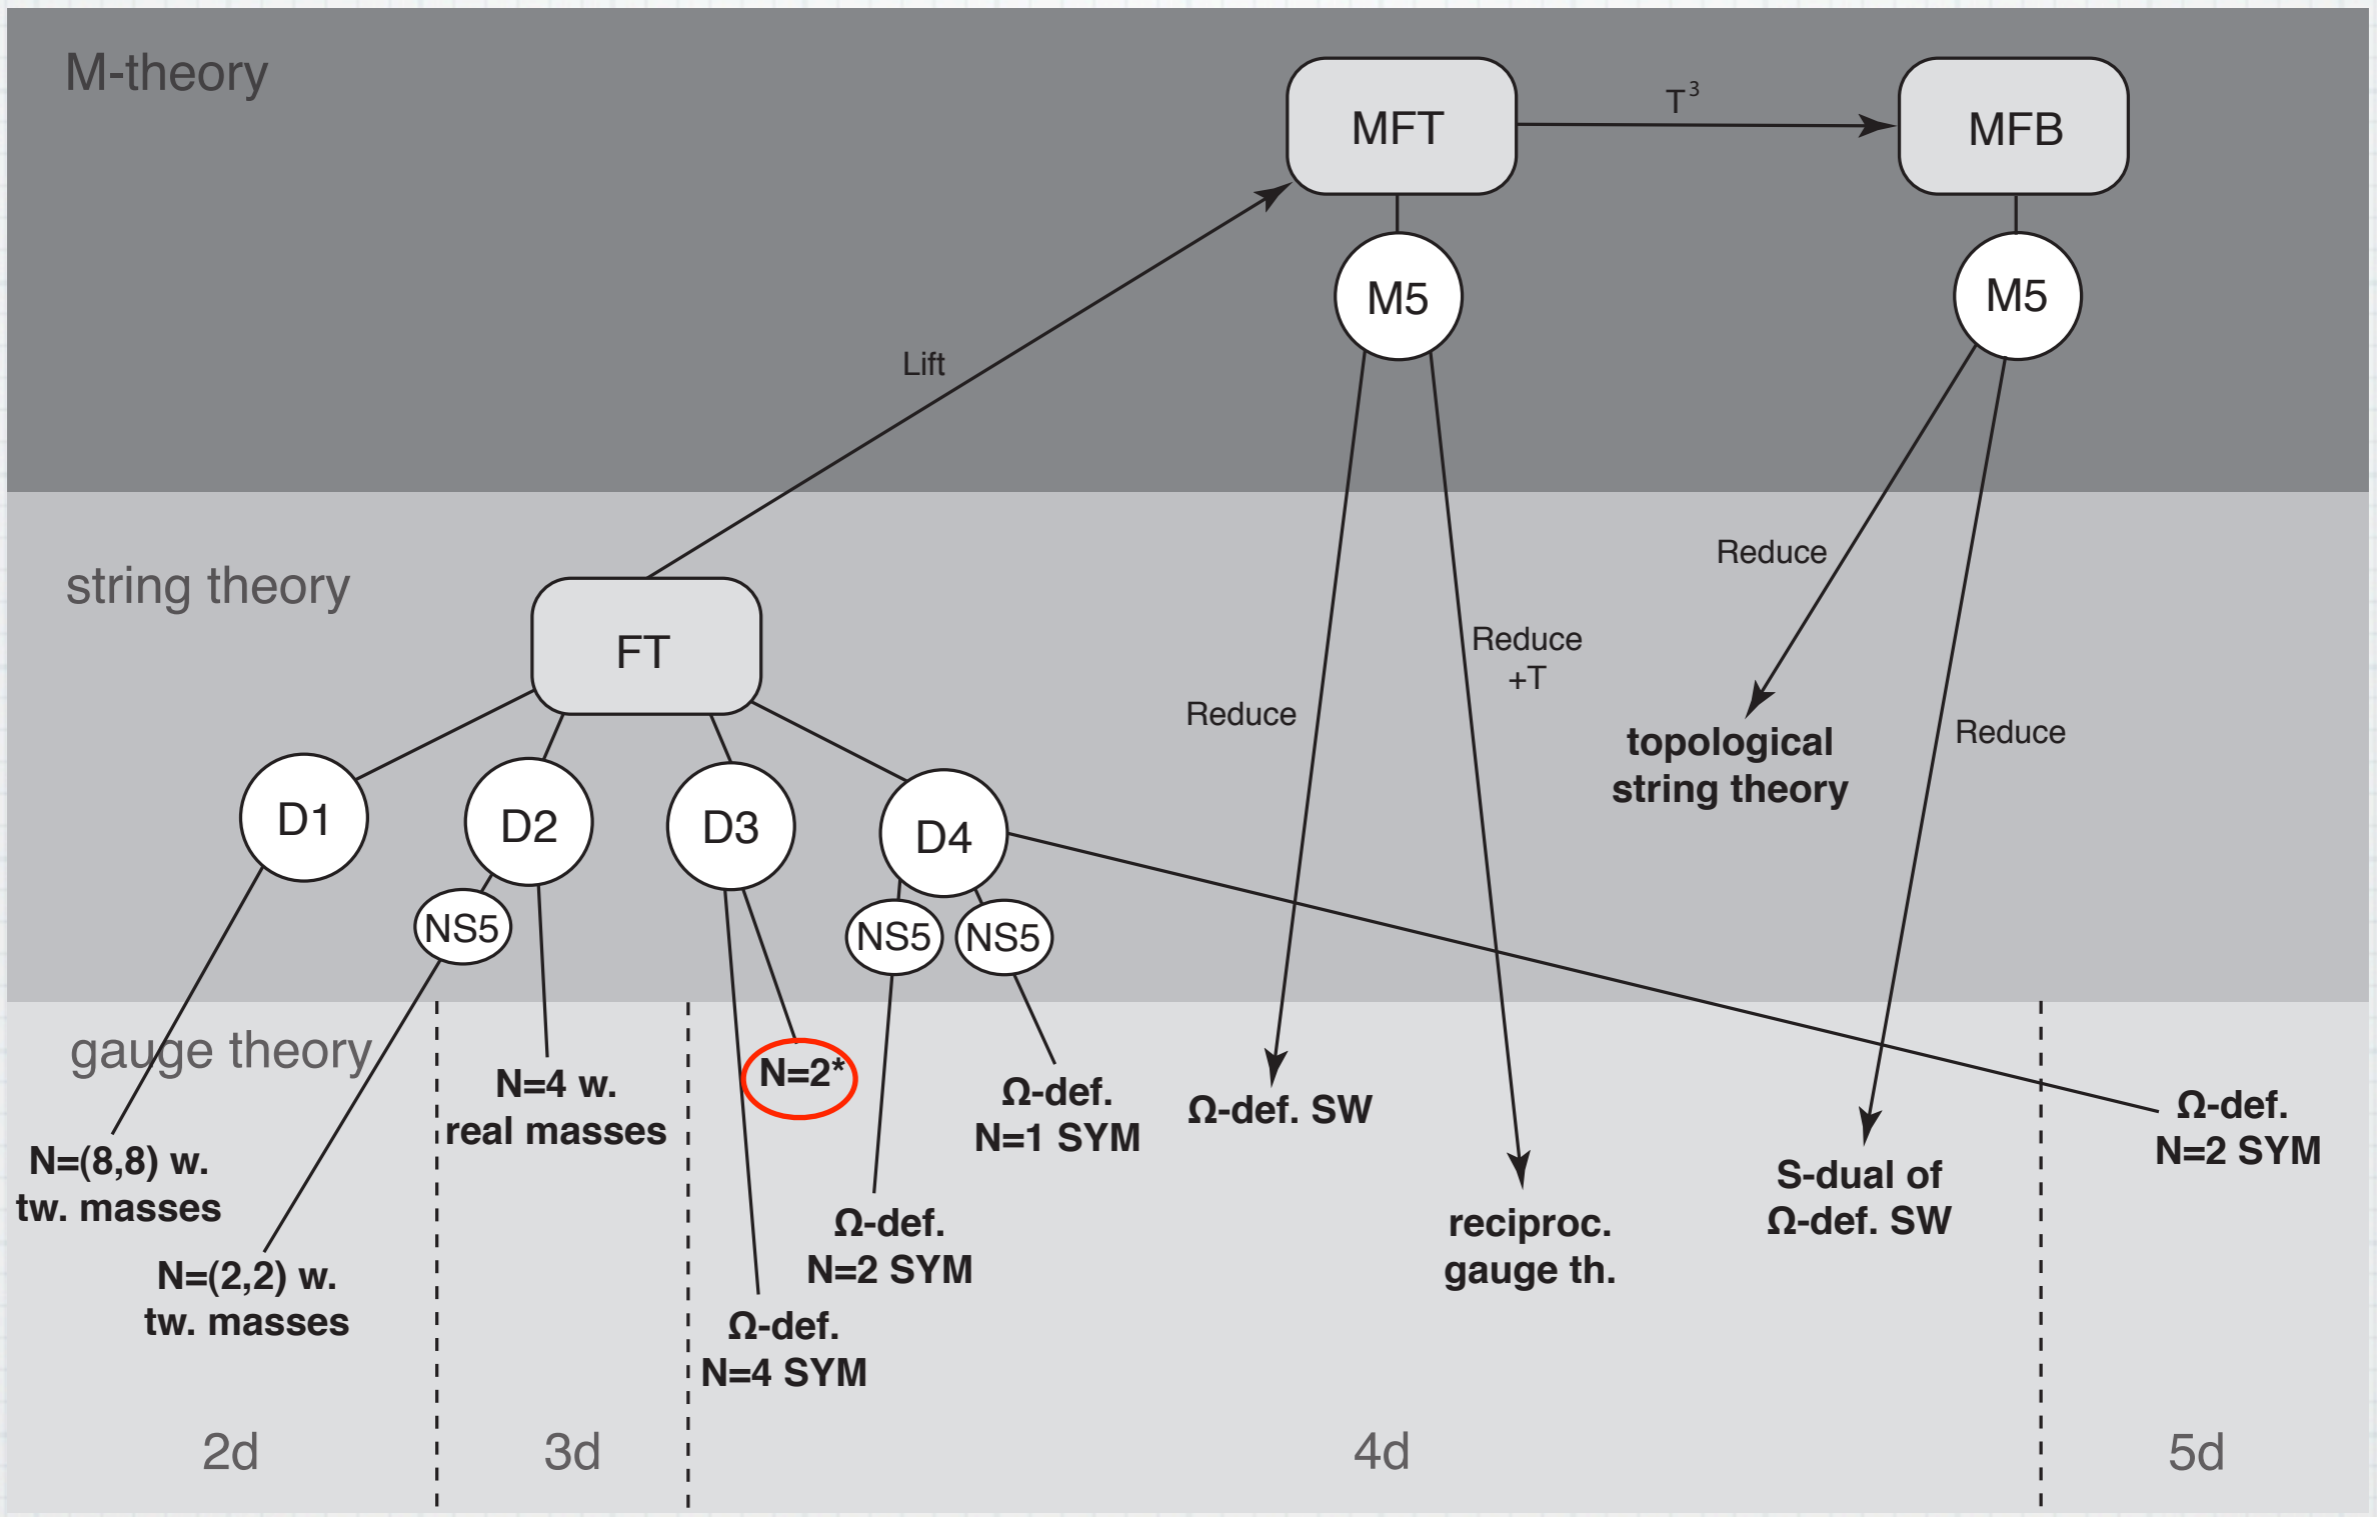 M-theory
MFT
T³
MFB
M5
M5
Lift
string theory
FT
Reduce
Reduce
+T
Reduce
Reduce
topological
string theory
D1
D2
D3
D4
NS5
NS5
NS5
gauge theory
N=(8,8) w.
tw. masses
N=(2,2) w.
tw. masses
N=4 w.
real masses
N=2*
Ω-def.
N=4 SYM
Ω-def.
N=2 SYM
Ω-def.
N=1 SYM
Ω-def. SW
reciproc.
gauge th.
S-dual of
Ω-def. SW
Ω-def.
N=2 SYM
2d
3d
4d
5d